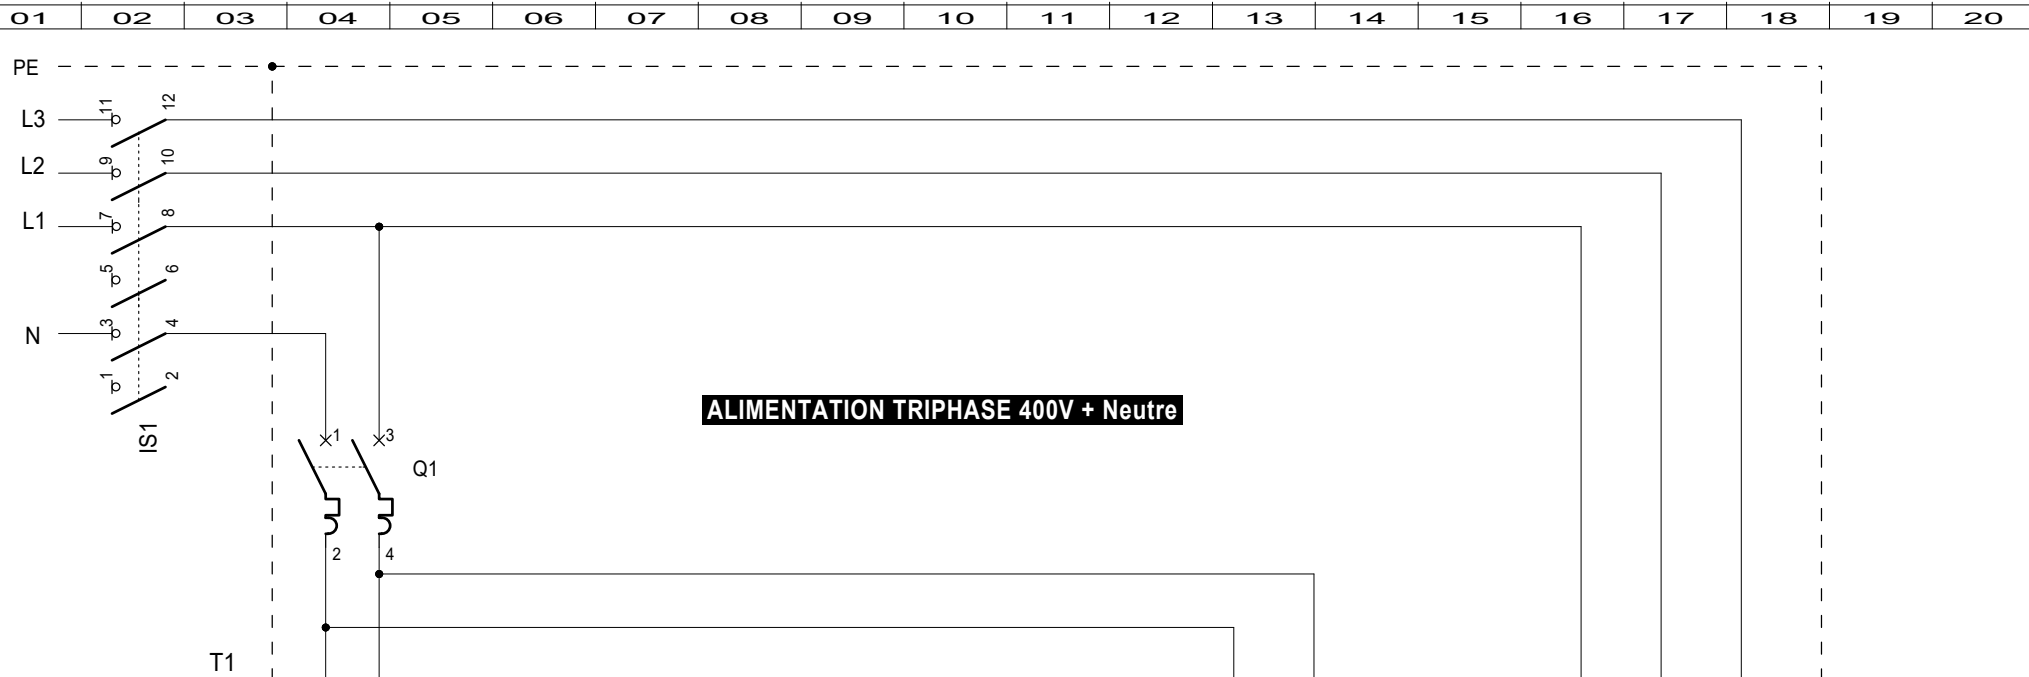 01 02 03 04 05 06 07 08 09 10 11 12 13 14 15 16 17 18 19 20
PE
11 12
L3
9 10
L2
7 8
L1
5 6
3 4
N
1 2
IS1
ALIMENTATION TRIPHASE 400V + Neutre
1 3
Q1
2 4
T1